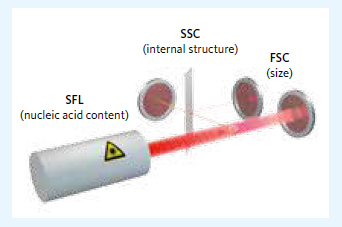 SSC
(internal structure)
FSC
(size)
SFL
(nucleic acid content)